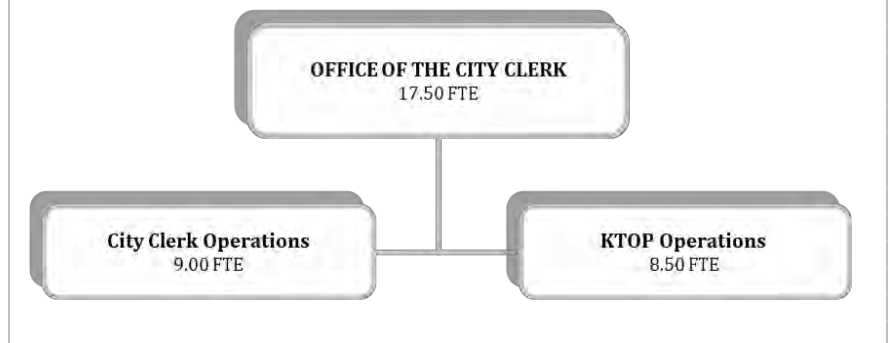 OFFICE OF THE CITY CLERK
17.50 FTE
City Clerk Operations
9.00 FTE
KTOP Operations
8.50 FTE